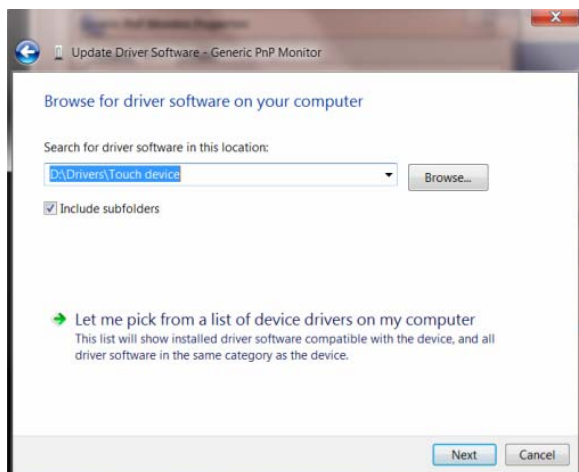 Update Driver Software - Generic PnP Monitor
Browse for driver software on your computer
Search for driver software in this location:
D:\Drivers\Touch device
Browse...
Include subfolders
Let me pick from a list of device drivers on my computer
This list will show installed driver software compatible with the device, and all
driver software in the same category as the device.
Next
Cancel